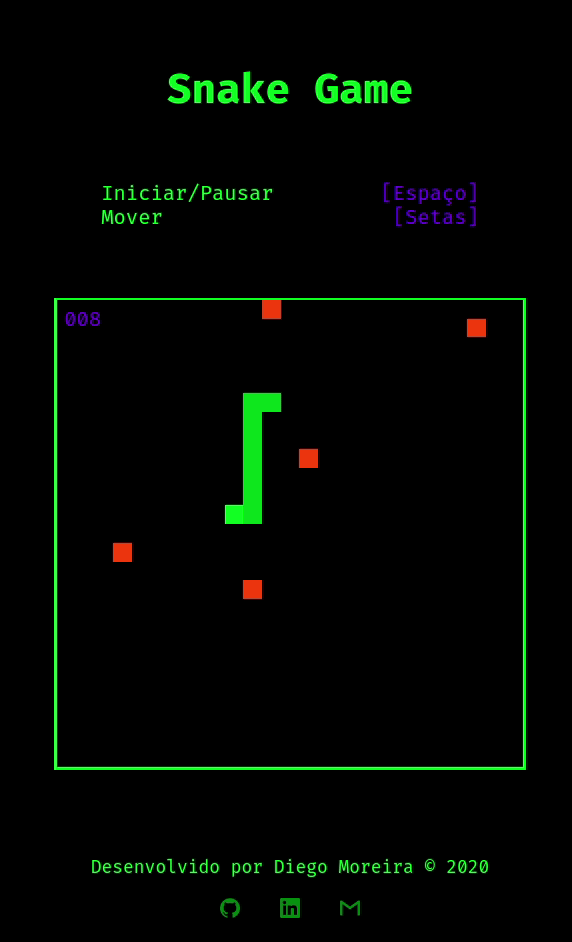 Snake Game
Iniciar/Pausar [Espaço]
Mover [Setas]
008
Desenvolvido por Diego Moreira © 2020